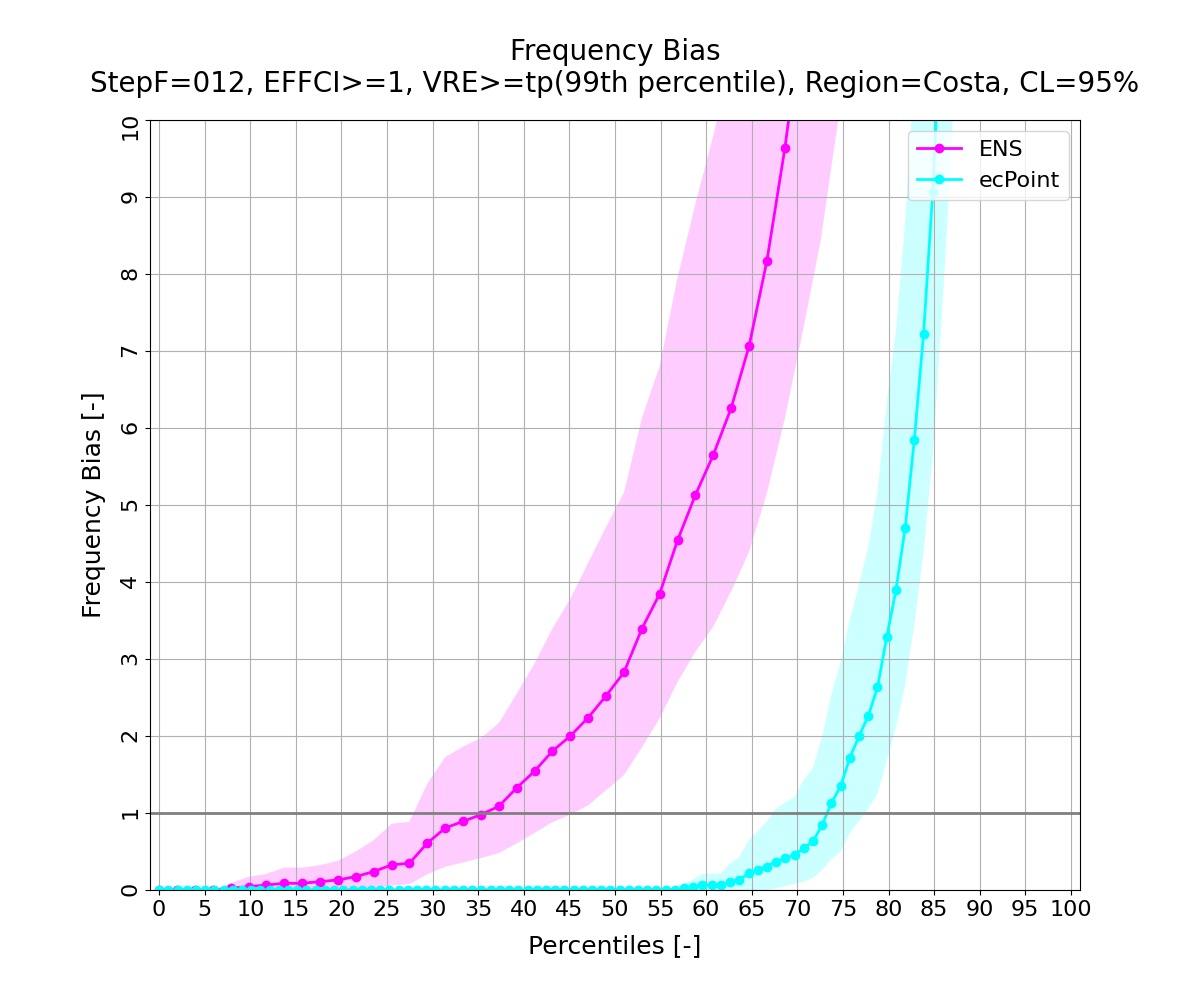 Frequency Bias
StepF=012, EFFCI>=1, VRE>=tp(99th percentile), Region=Costa, CL=95%
10
ENS
ecPoint
9
8
7
6
5
4
3
2
1
0
Frequency Bias [-]
0 5 10 15 20 25 30 35 40 45 50 55 60 65 70 75 80 85 90 95 100
Percentiles [-]